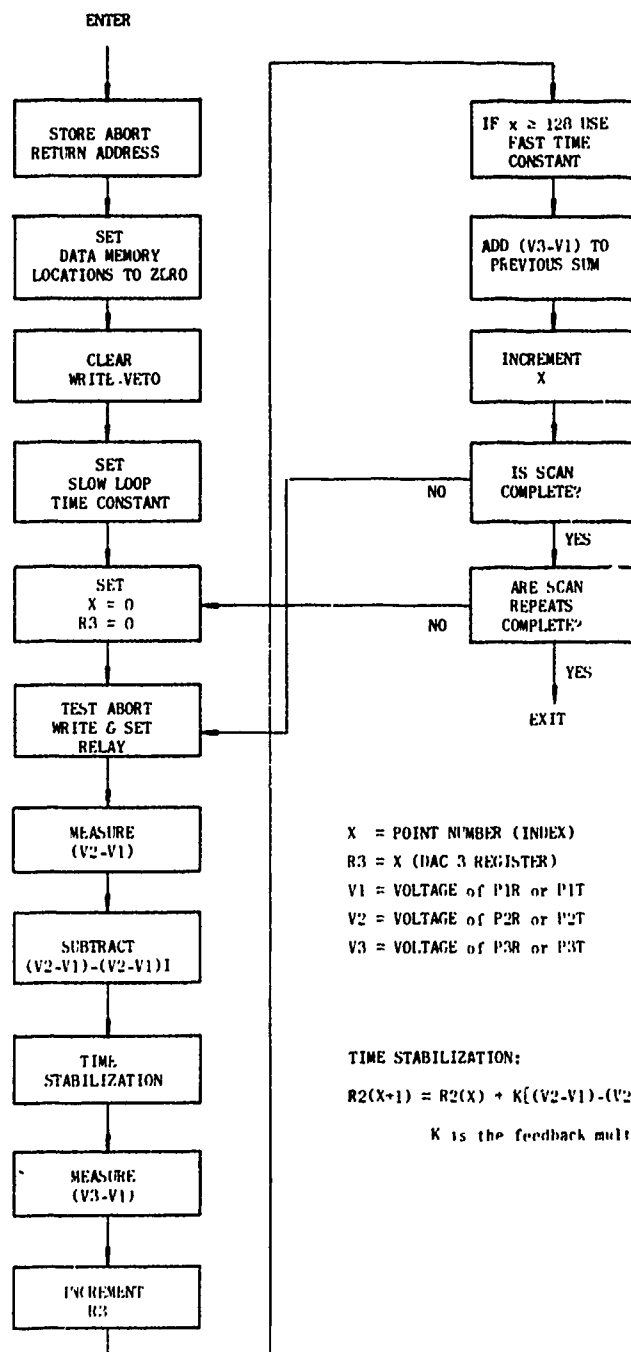 ENTER
STORE ABORT
RETURN ADDRESS
SET
DATA MEMORY
LOCATIONS TO ZERO
CLEAR
WRITE-VETO
SET
SLOW LOOP
TIME CONSTANT
SET
X = 0
R3 = 0
TEST ABORT
WRITE & SET
RELAY
MEASURE
(V2-V1)
SUBTRACT
(V2-V1)-(V2-V1)I
TIME
STABILIZATION
MEASURE
(V3-V1)
INCREMENT
R3
IF x ≥ 128 USE
FAST TIME
CONSTANT
ADD (V3-V1) TO
PREVIOUS SUM
INCREMENT
X
IS SCAN
COMPLETE?
NO
YES
ARE SCAN
REPEATS
COMPLETE?
NO
YES
EXIT
X = POINT NUMBER (INDEX)
R3 = X (DAC 3 REGISTER)
V1 = VOLTAGE of P1R or P1T
V2 = VOLTAGE of P2R or P2T
V3 = VOLTAGE of P3R or P3T
TIME STABILIZATION:
R2(X+1) = R2(X) + K[(V2-V1)-(V2
K is the feedback mult